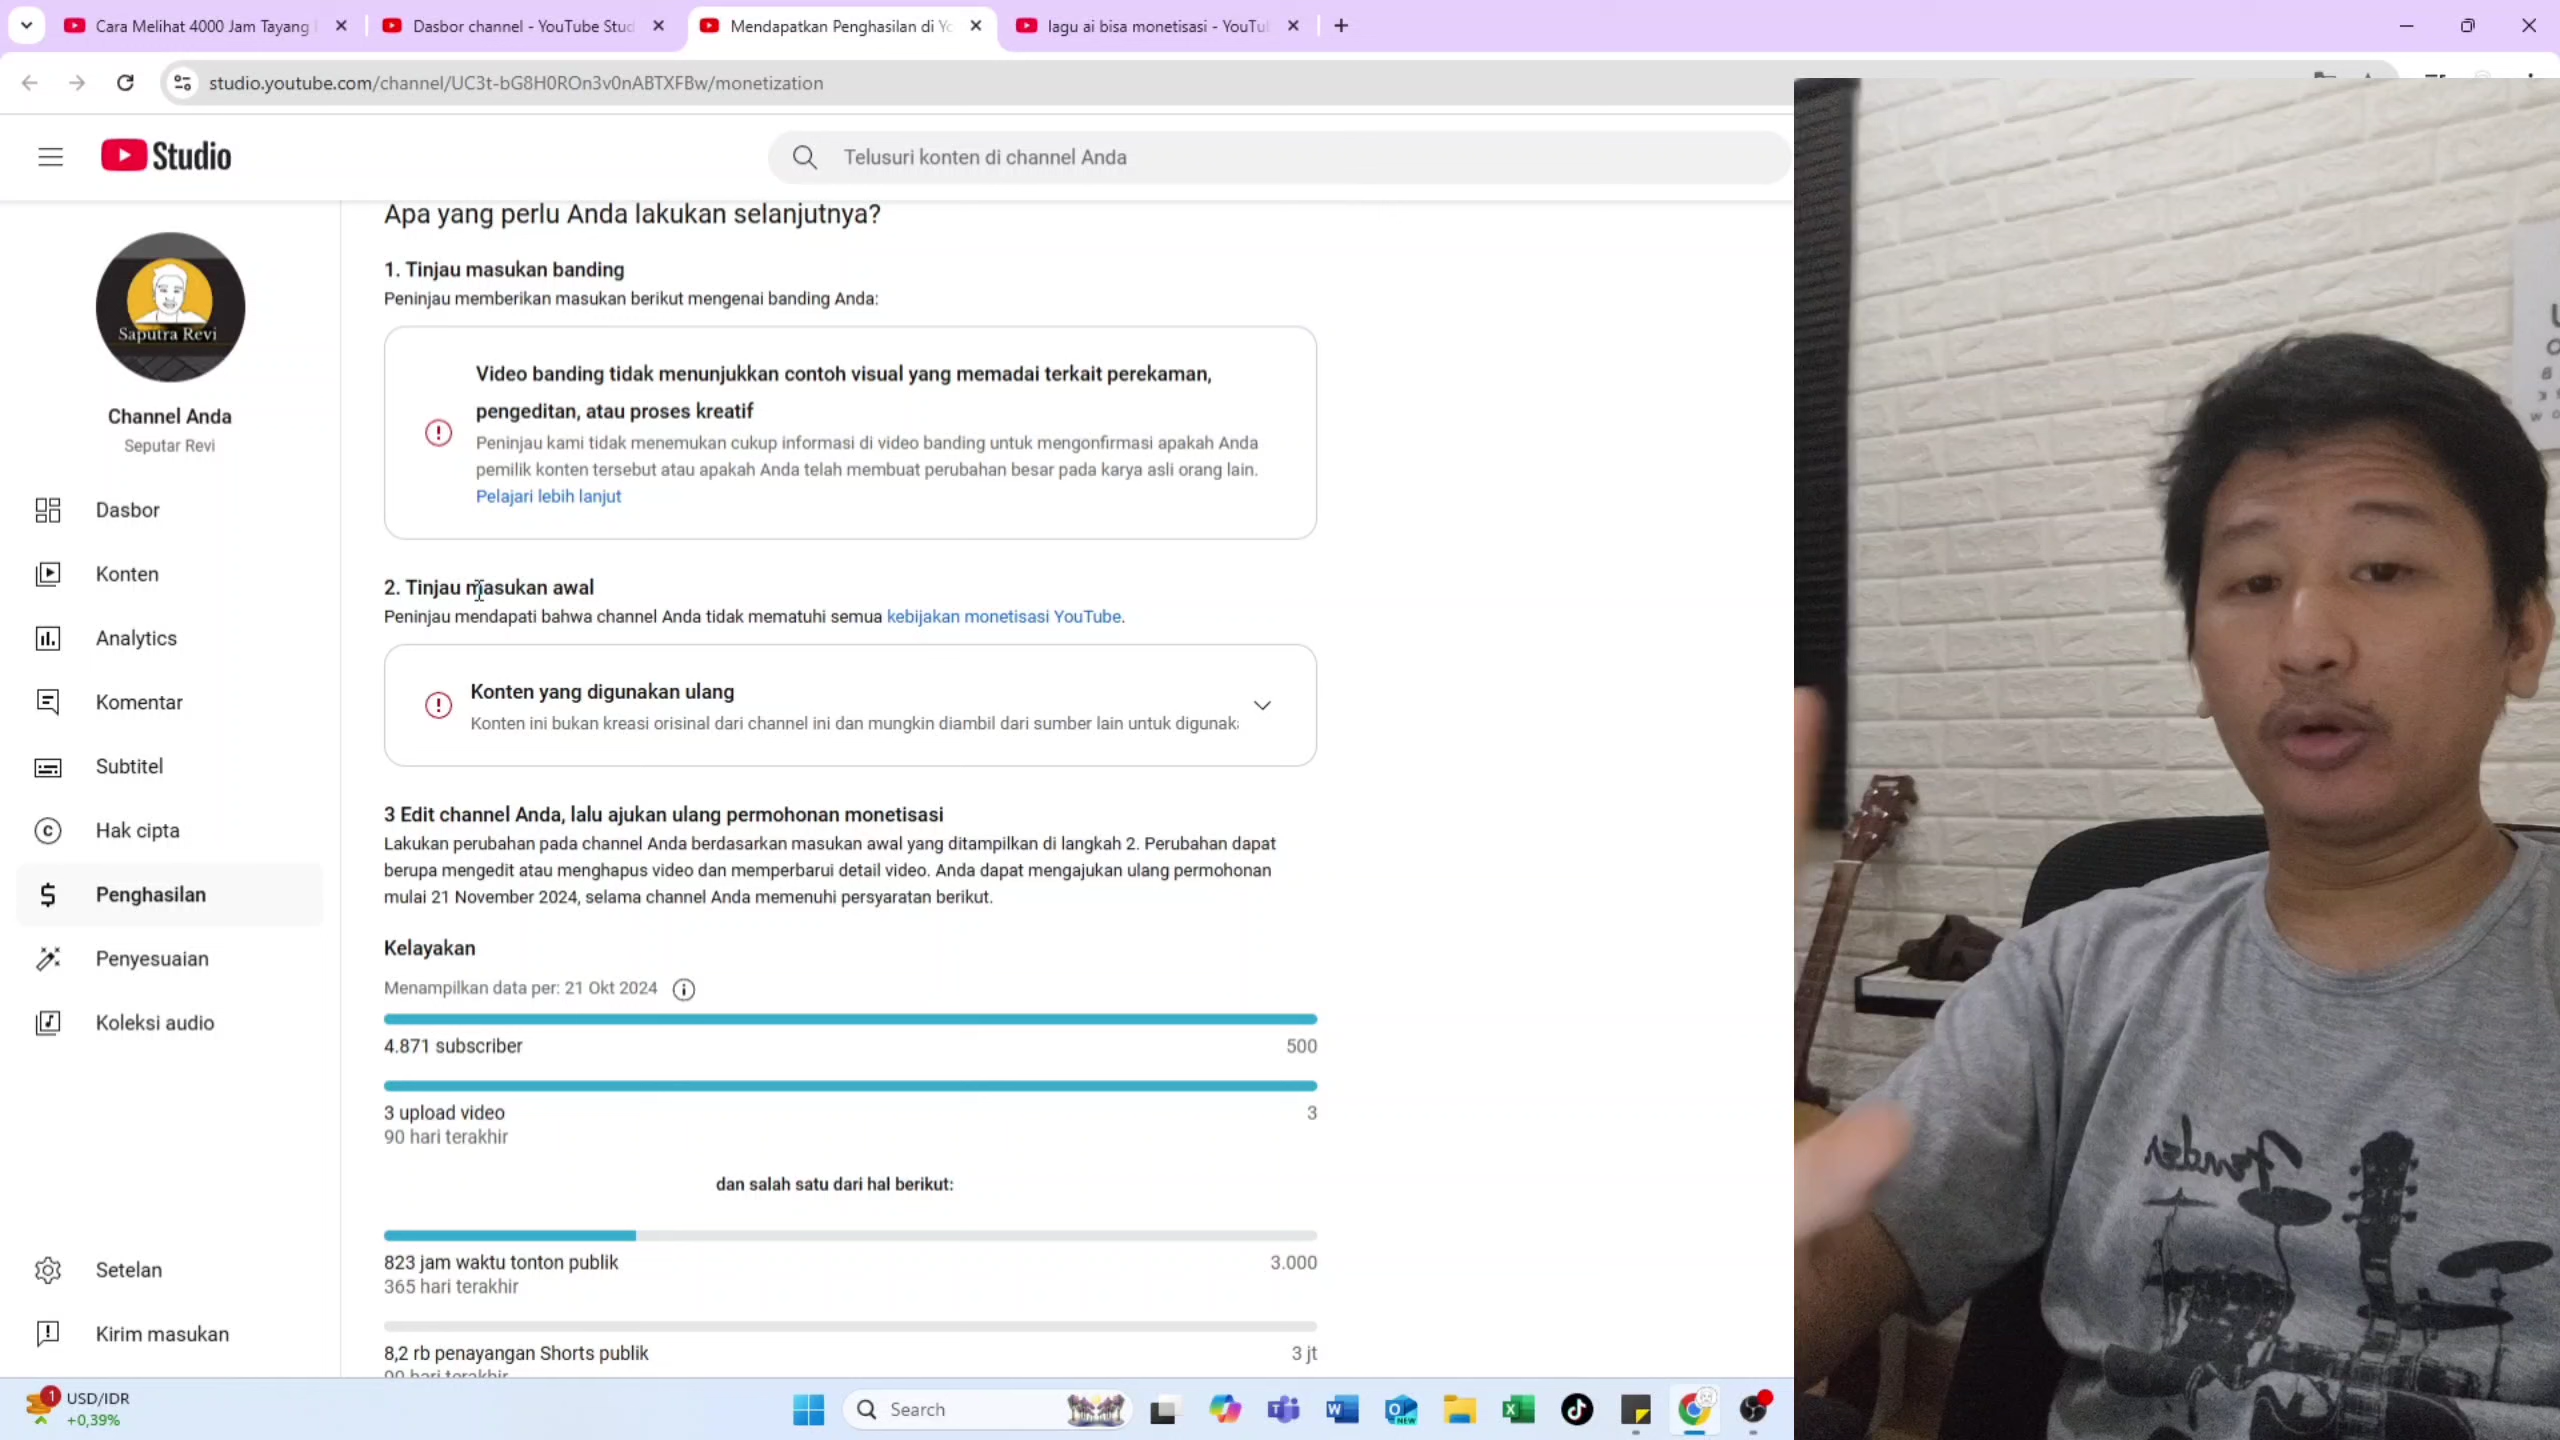 Cara Melihat 4000 Jam Tayang
Dasbor channel - YouTube Stud
Mendapatkan Penghasilan di Yo
lagu ai bisa monetisasi - YouTu
studio.youtube.com/channel/UC3t-bG8H0ROn3v0nABTXFBw/monetization
Studio
Telusuri konten di channel Anda
Saputra Revi
Channel Anda
Seputar Revi
Dasbor
Konten
Analytics
Komentar
Subtitel
Hak cipta
Penghasilan
Penyesuaian
Koleksi audio
Setelan
Kirim masukan
Apa yang perlu Anda lakukan selanjutnya?
1. Tinjau masukan banding
Peninjau memberikan masukan berikut mengenai banding Anda:
Video banding tidak menunjukkan contoh visual yang memadai terkait perekaman,
pengeditan, atau proses kreatif
Peninjau kami tidak menemukan cukup informasi di video banding untuk mengonfirmasi apakah Anda
pemilik konten tersebut atau apakah Anda telah membuat perubahan besar pada karya asli orang lain.
Pelajari lebih lanjut
2. Tinjau masukan awal
Peninjau mendapati bahwa channel Anda tidak mematuhi semua kebijakan monetisasi YouTube.
Konten yang digunakan ulang
Konten ini bukan kreasi orisinal dari channel ini dan mungkin diambil dari sumber lain untuk digunaka
3 Edit channel Anda, lalu ajukan ulang permohonan monetisasi
Lakukan perubahan pada channel Anda berdasarkan masukan awal yang ditampilkan di langkah 2. Perubahan dapat
berupa mengedit atau menghapus video dan memperbarui detail video. Anda dapat mengajukan ulang permohonan
mulai 21 November 2024, selama channel Anda memenuhi persyaratan berikut.
Kelayakan
Menampilkan data per: 21 Okt 2024
4.871 subscriber 500
3 upload video 3
90 hari terakhir
dan salah satu dari hal berikut:
823 jam waktu tonton publik 3.000
365 hari terakhir
8,2 rb penayangan Shorts publik 3 jt
90 hari terakhir
1
USD/IDR
+0,39%
Search
Fender